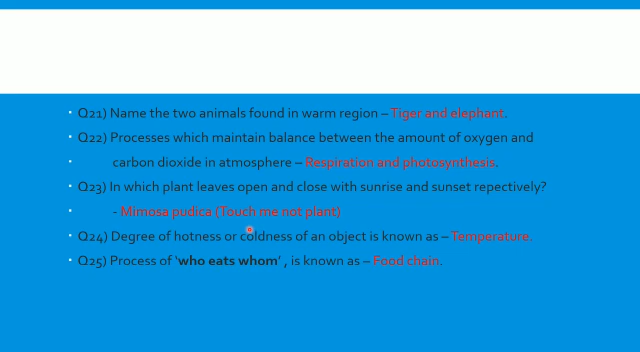 Q21) Name the two animals found in warm region – Tiger and elephant.
Q22) Processes which maintain balance between the amount of oxygen and
carbon dioxide in atmosphere – Respiration and photosynthesis.
Q23) In which plant leaves open and close with sunrise and sunset repectively?
- Mimosa pudica (Touch me not plant)
Q24) Degree of hotness or coldness of an object is known as – Temperature.
Q25) Process of ‘who eats whom’ , is known as – Food chain.